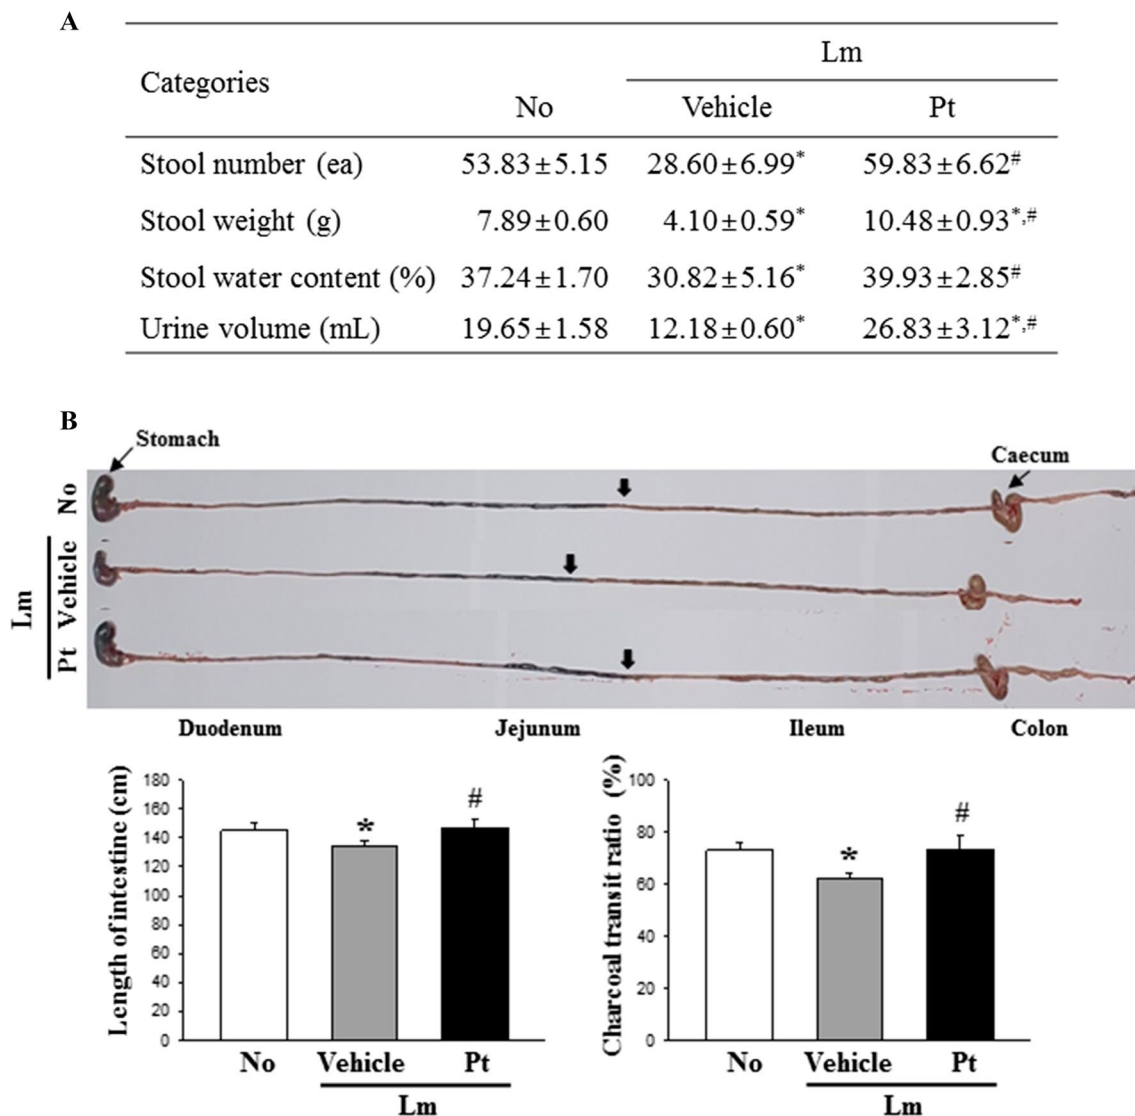 A
Categories
Lm
No Vehicle Pt
Stool number (ea) 53.83±5.15 28.60±6.99* 59.83±6.62#
Stool weight (g) 7.89±0.60 4.10±0.59* 10.48±0.93*,#
Stool water content (%) 37.24±1.70 30.82±5.16* 39.93±2.85#
Urine volume (mL) 19.65±1.58 12.18±0.60* 26.83±3.12*,#
B
Stomach
Caecum
No
Lm
Vehicle
Pt
Duodenum Jejunum Ileum Colon
Length of intestine (cm)
180
160
140
120
100
80
60
40
20
0
*
#
No Vehicle Pt
Lm
Charcoal transit ratio (%)
100
80
60
40
20
0
*
#
No Vehicle Pt
Lm